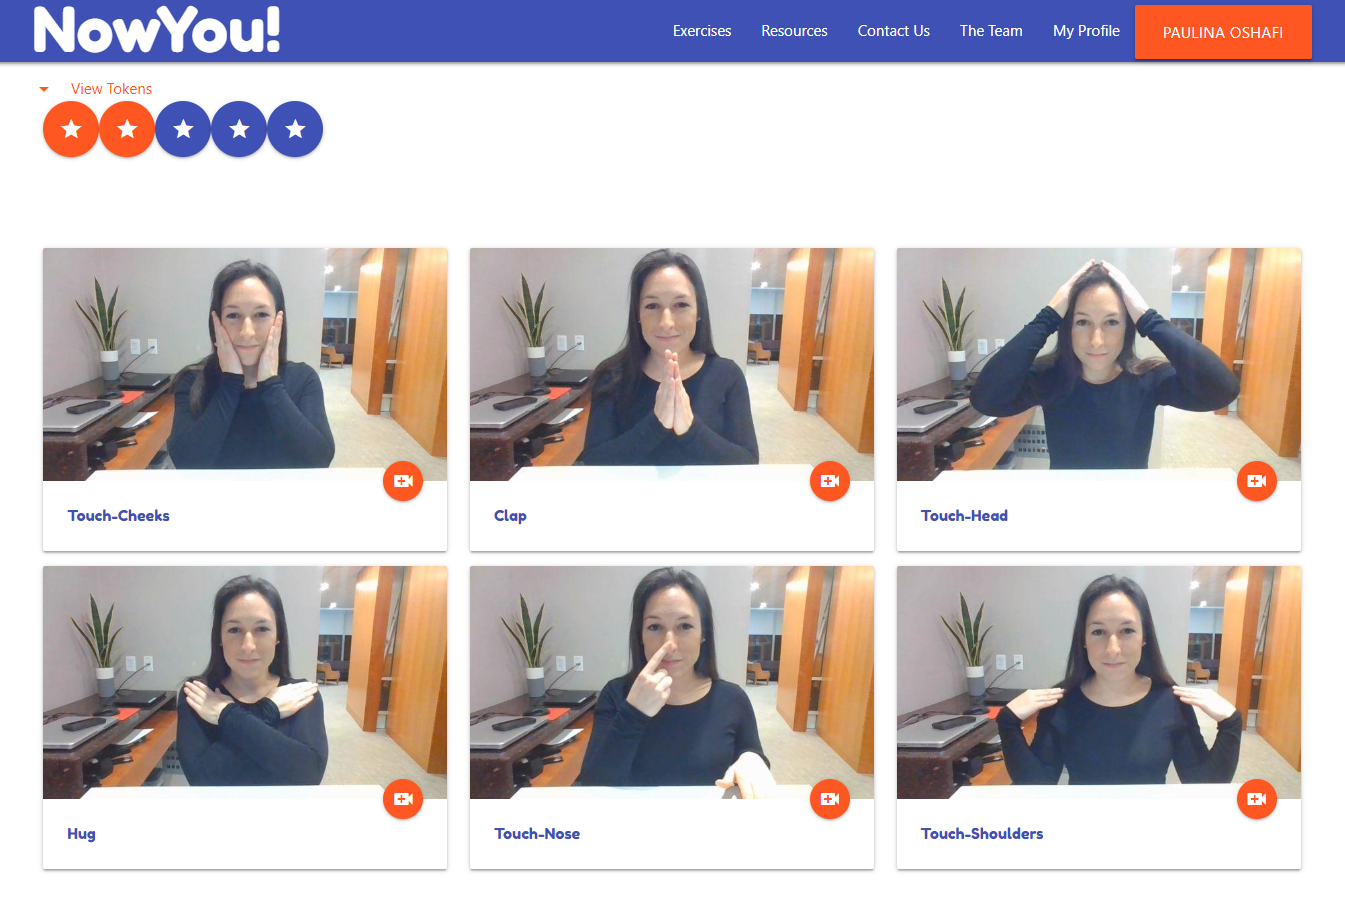 NowYou!
Exercises Resources Contact Us The Team My Profile PAULINA OSHAFI
View Tokens
Touch-Cheeks
Clap
Touch-Head
Hug
Touch-Nose
Touch-Shoulders